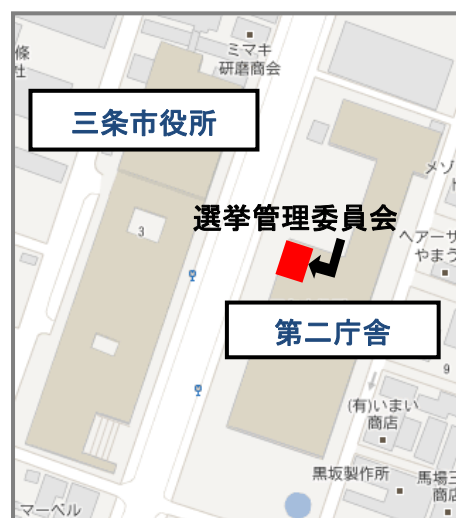 ミマキ
研磨商会
條
社
三条市役所
メゾ
選挙管理委員会
3
ヘアーサ
やまう
第二庁舎
9
(有)いまい
商店
黒坂製作所
馬場三
商店
マーベル